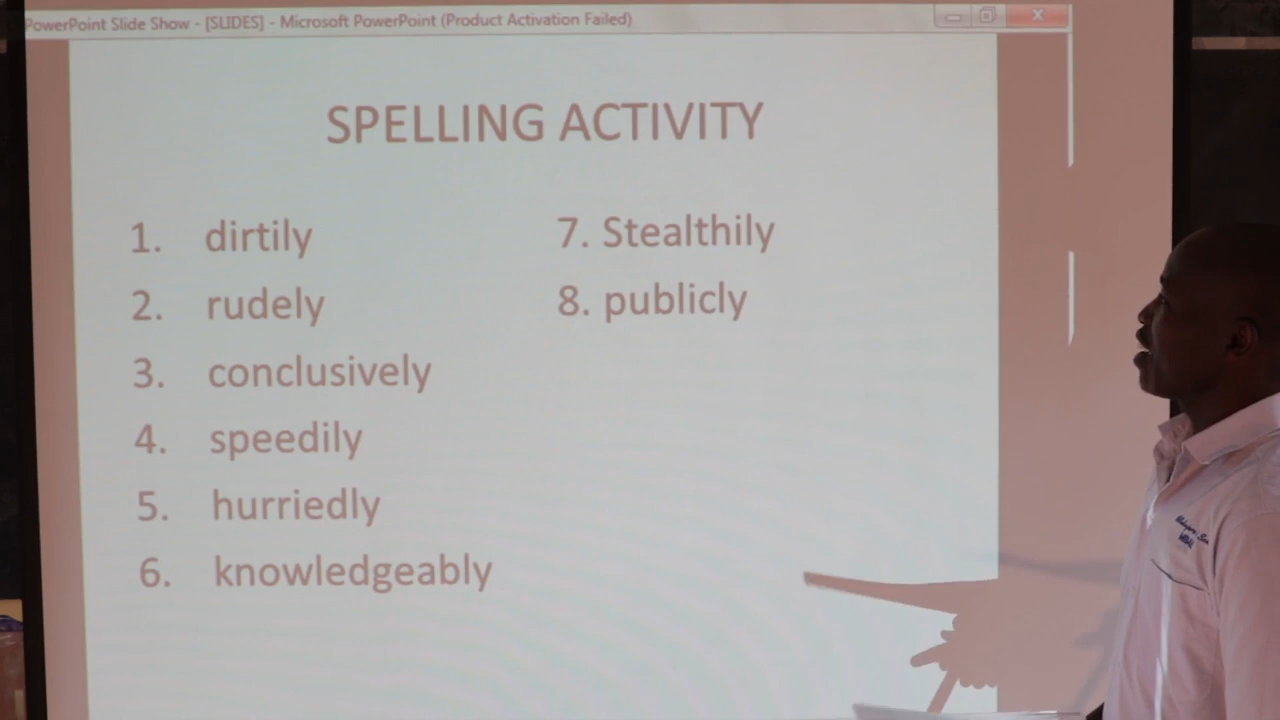 PowerPoint Slide Show - [SLIDES] - Microsoft PowerPoint (Product Activation Failed)
SPELLING ACTIVITY
1. dirtily
2. rudely
3. conclusively
4. speedily
5. hurriedly
6. knowledgeably
7. Stealthily
8. publicly